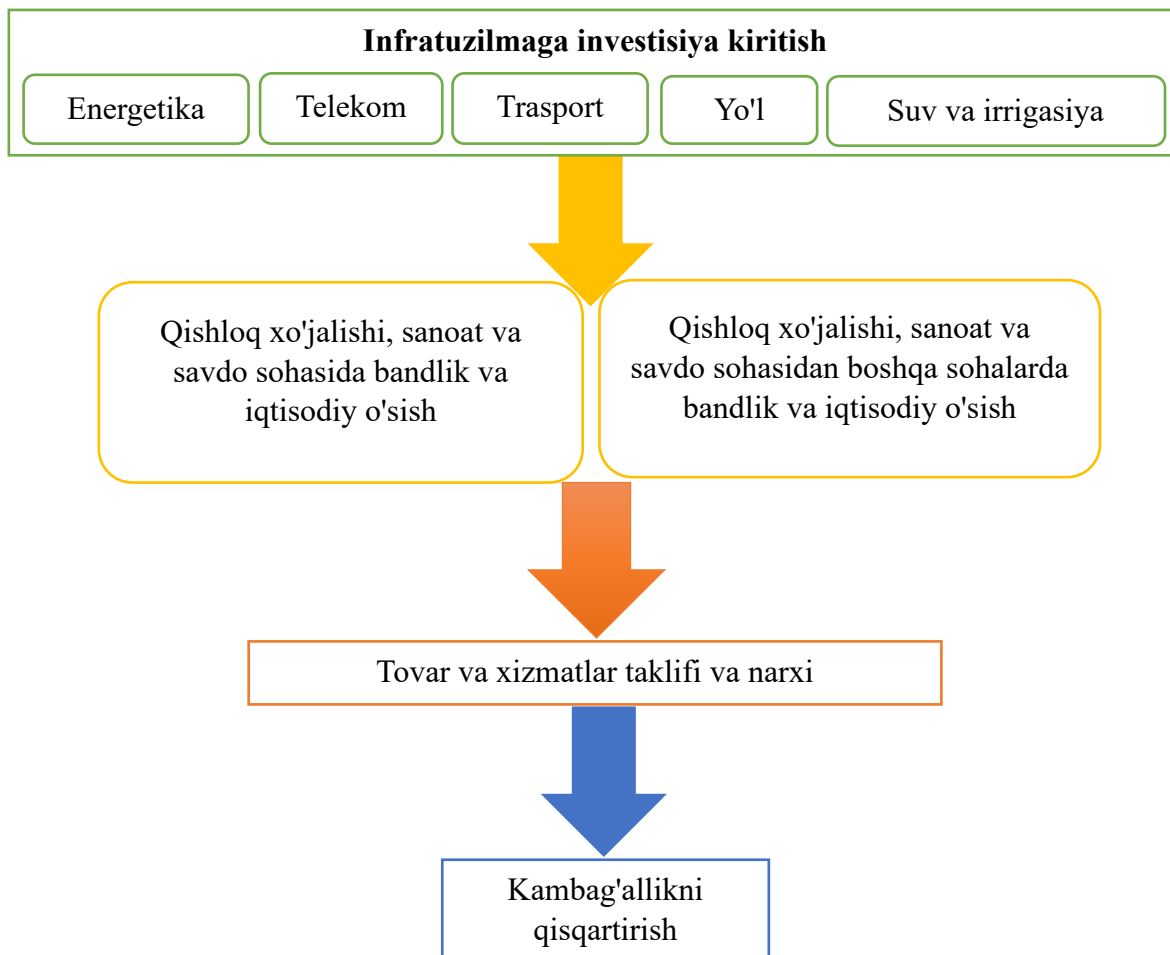 Infratuzilmaga investisiya kiritish
Energetika
Telekom
Trasport
Yo'l
Suv va irrigasiya
Qishloq xo'jalishi, sanoat va
savdo sohasida bandlik va
iqtisodiy o'sish
Qishloq xo'jalishi, sanoat va
savdo sohasidan boshqa sohalarda
bandlik va iqtisodiy o'sish
Tovar va xizmatlar taklifi va narxi
Kambag'allikni
qisqartirish